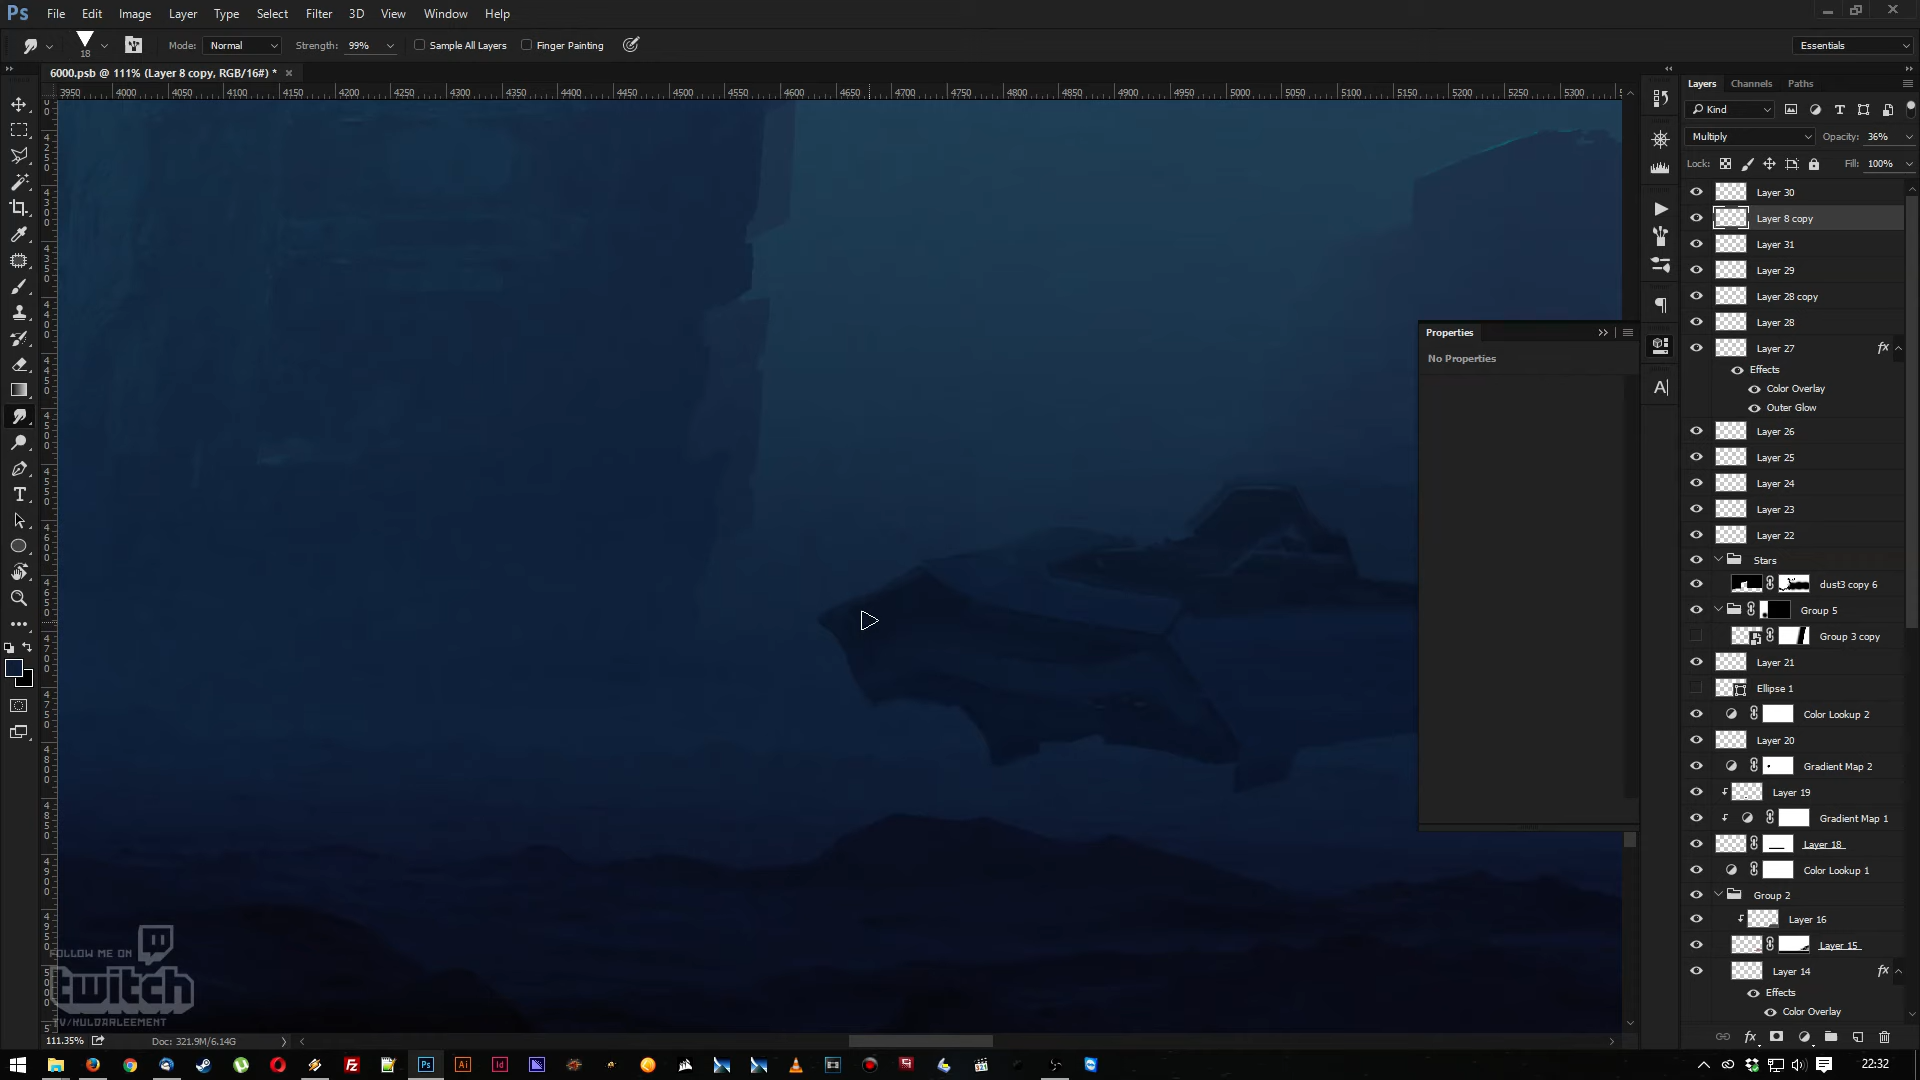 Ps File Edit Image Layer Type Select Filter 3D View Window Help
18 Mode: Normal Strength: 99% Sample All Layers Finger Painting Essentials
6000.psb @ 111% (Layer 8 copy, RGB/16#) * ×
3950 4000 4050 4100 4150 4200 4250 4300 4350 4400 4450 4500 4550 4600 4650 4700 4750 4800 4850 4900 4950 5000 5050 5100 5150 5200 5250 5300
Layers Channels Paths
Kind
Multiply Opacity: 36%
Lock: Fill: 100%
Layer 30
Layer 8 copy
Layer 31
Layer 29
Layer 28 copy
Layer 28
Layer 27 fx
Effects
Color Overlay
Outer Glow
Layer 26
Layer 25
Layer 24
Layer 23
Layer 22
Stars
dust3 copy 6
Group 5
Group 3 copy
Layer 21
Ellipse 1
Color Lookup 2
Layer 20
Gradient Map 2
Layer 19
Gradient Map 1
Layer 18
Color Lookup 1
Group 2
Layer 16
Layer 15
Layer 14 fx
Effects
Color Overlay
Properties
No Properties
FOLLOW ME ON
twitch
TV/KULDARLEEMENT
111.35% Doc: 321.9M/6.14G
22:32